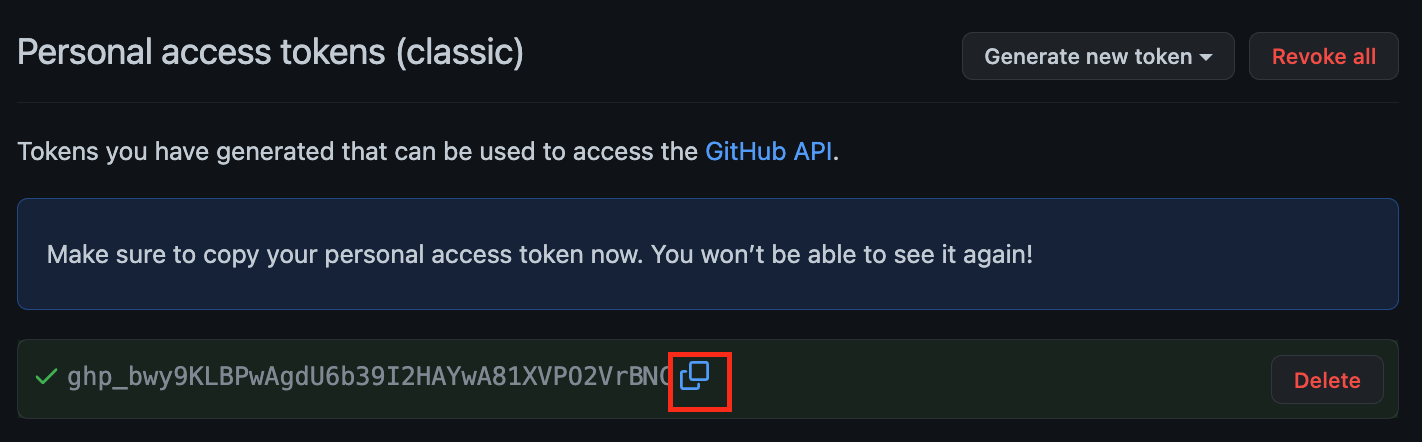 Personal access tokens (classic)
Generate new token
Revoke all
Tokens you have generated that can be used to access the GitHub API.
Make sure to copy your personal access token now. You won’t be able to see it again!
Delete